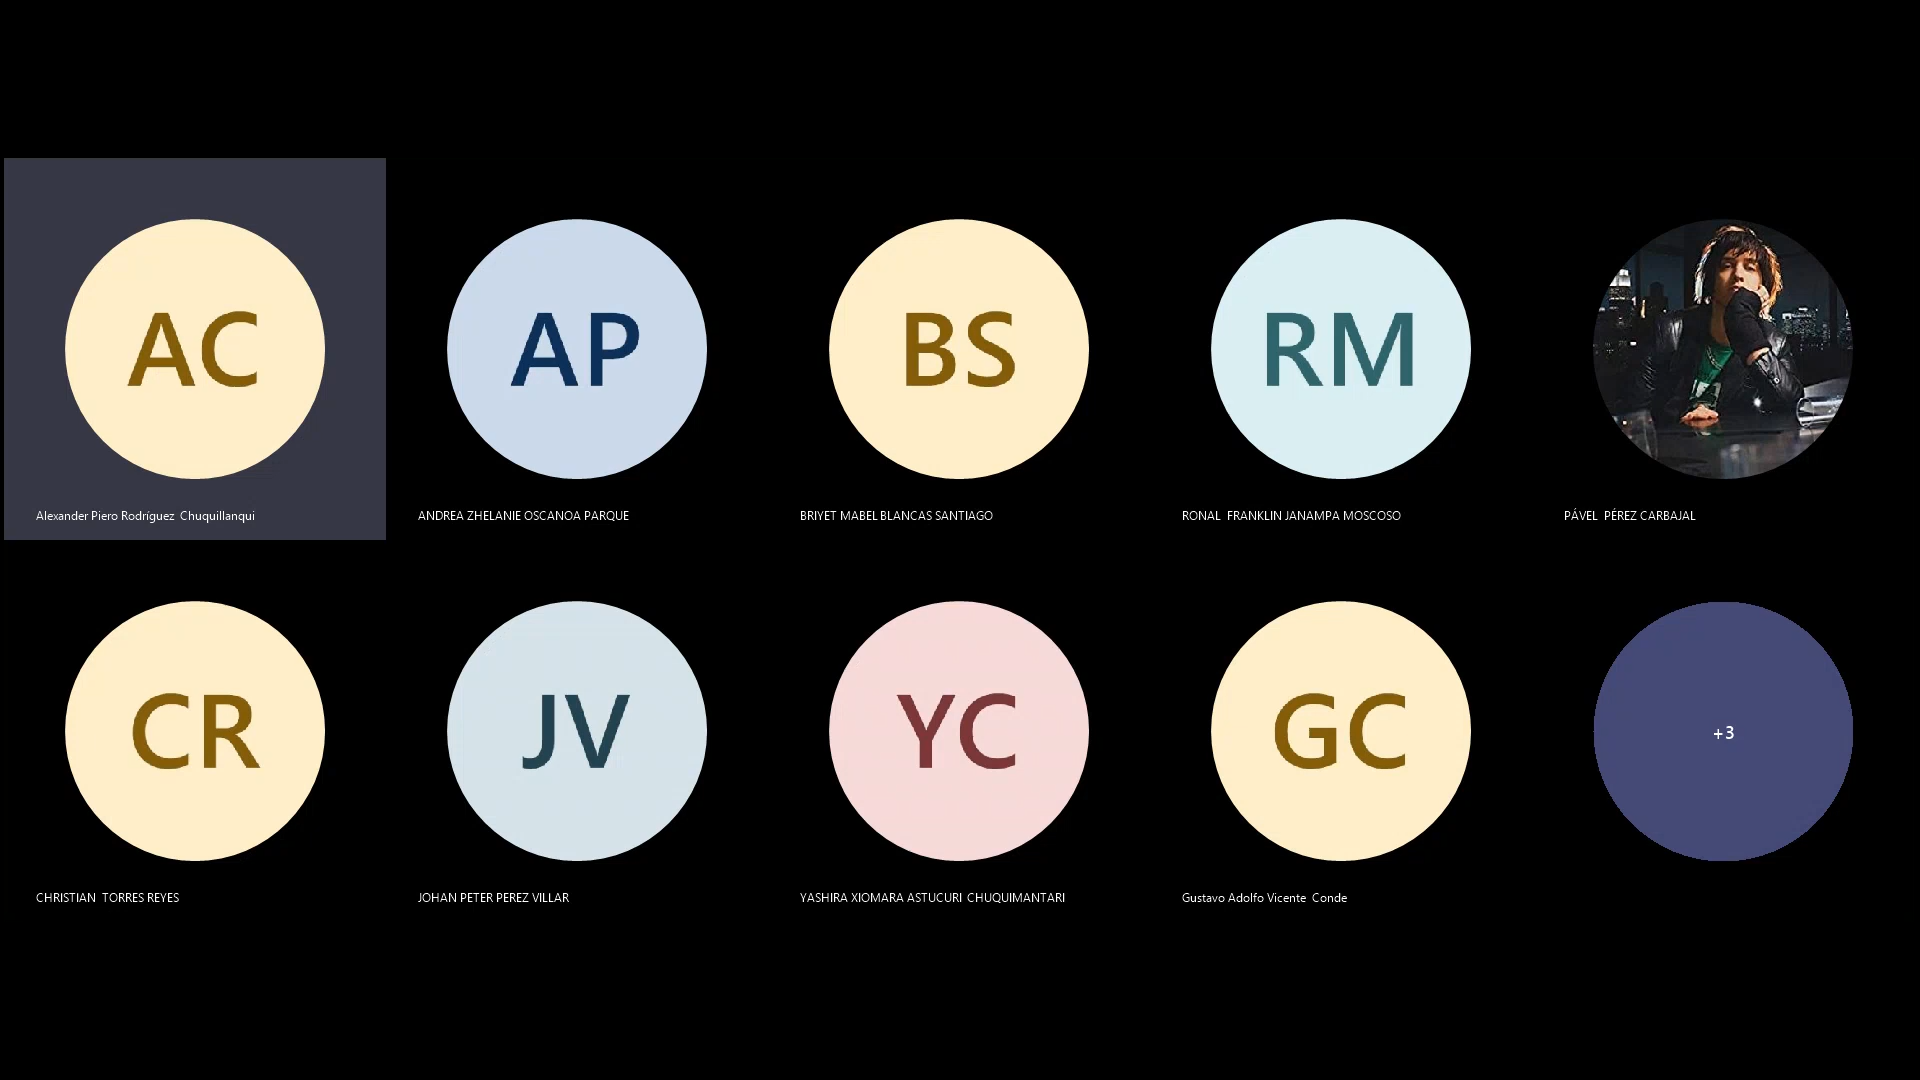 AC
Alexander Piero Rodríguez Chuquillanqui
AP
ANDREA ZHELANIE OSCANOA PARQUE
BS
BRIYET MABEL BLANCAS SANTIAGO
RM
RONAL FRANKLIN JANAMPA MOSCOSO
PÁVEL PÉREZ CARBAJAL
CR
CHRISTIAN TORRES REYES
JV
JOHAN PETER PEREZ VILLAR
YC
YASHIRA XIOMARA ASTUCURI CHUQUIMANTARI
GC
Gustavo Adolfo Vicente Conde
+3